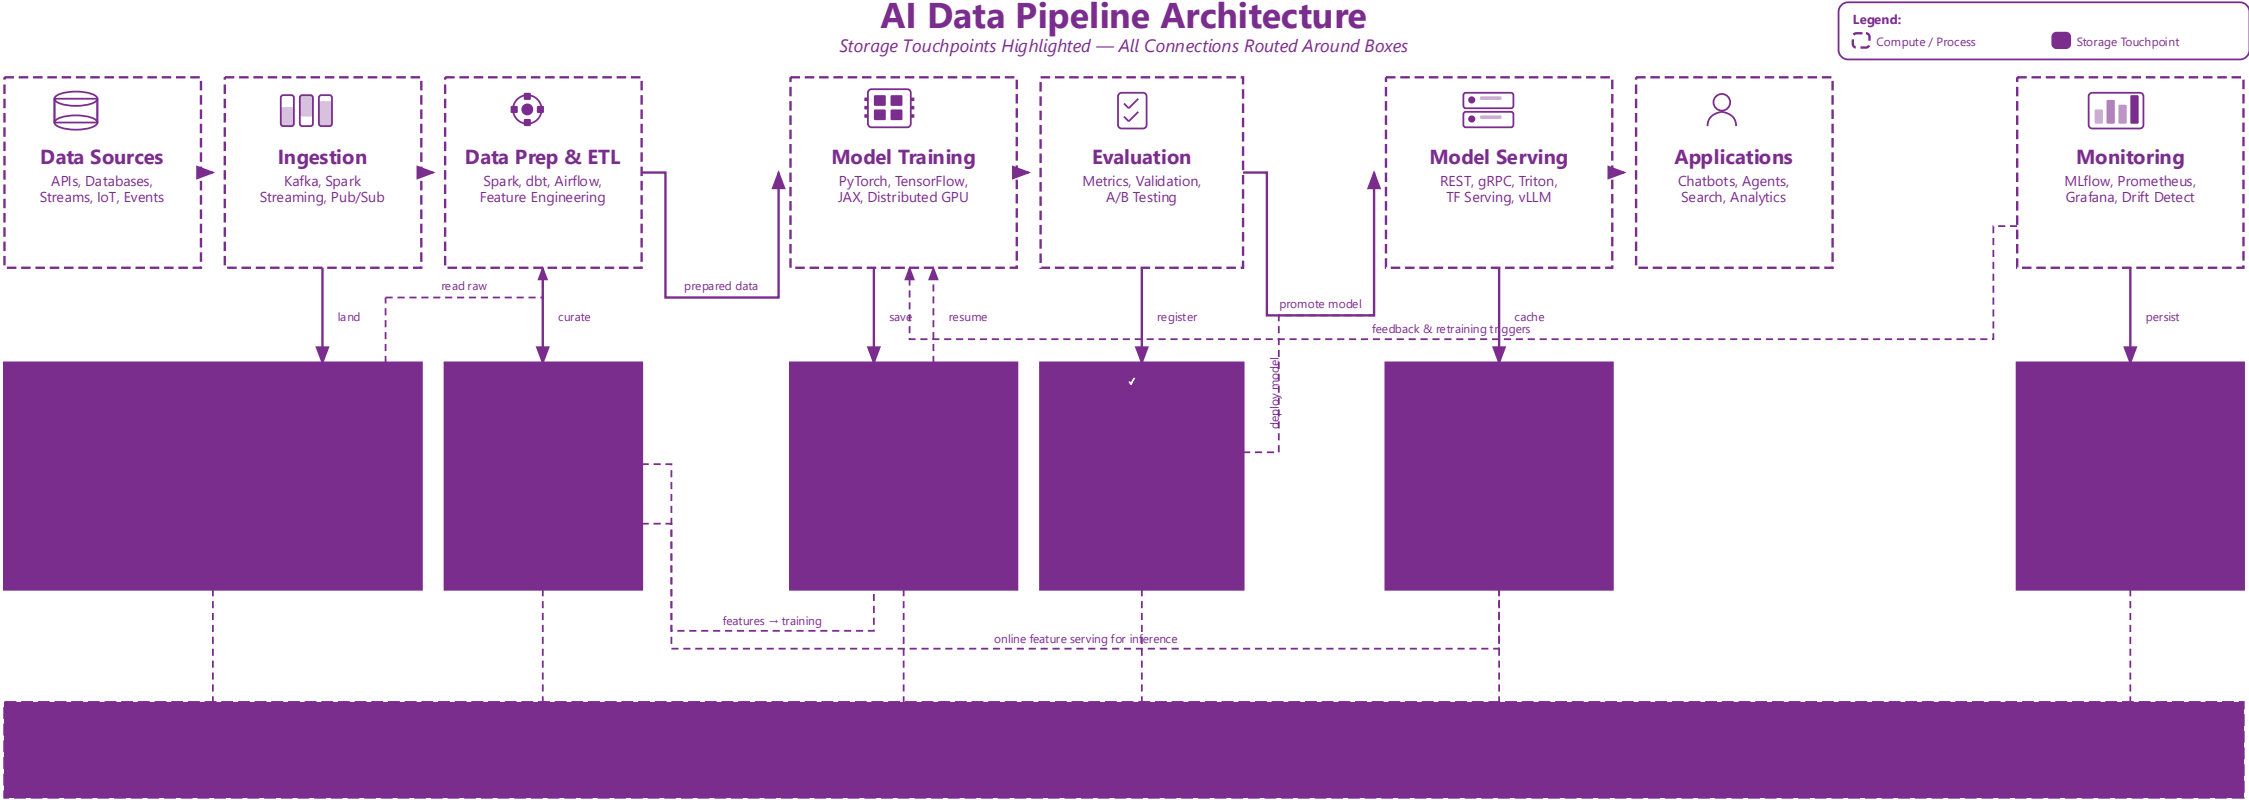 AI Data Pipeline Architecture
Storage Touchpoints Highlighted — All Connections Routed Around Boxes
Legend:
Compute / Process
Storage Touchpoint
Data Sources
APIs, Databases,
Streams, IoT, Events
Ingestion
Kafka, Spark
Streaming, Pub/Sub
Data Prep & ETL
Spark, dbt, Airflow,
Feature Engineering
Model Training
PyTorch, TensorFlow,
JAX, Distributed GPU
Evaluation
Metrics, Validation,
A/B Testing
Model Serving
REST, gRPC, Triton,
TF Serving, vLLM
Applications
Chatbots, Agents,
Search, Analytics
Monitoring
MLflow, Prometheus,
Grafana, Drift Detect
read raw
prepared data
promote model
land
curate
save
resume
register
cache
persist
feedback & retraining triggers
deploy model
features → training
online feature serving for inference